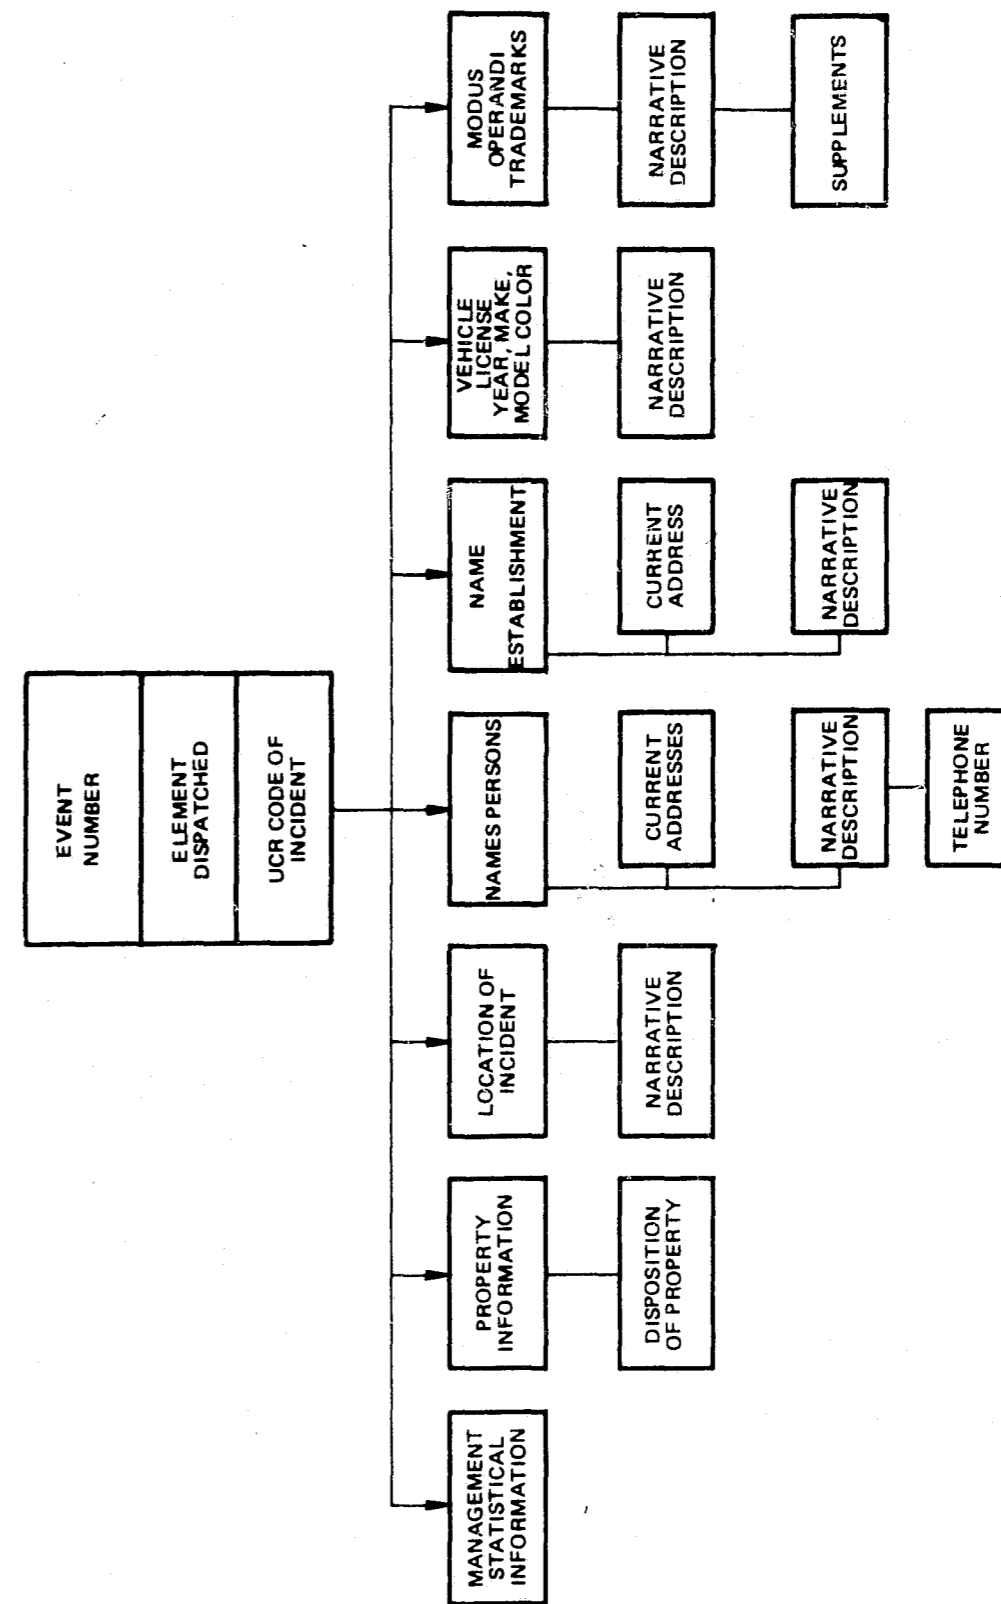 EVENT
NUMBER
ELEMENT
DISPATCHED
UCR CODE OF
INCIDENT
MANAGEMENT
STATISTICAL
INFORMATION
PROPERTY
INFORMATION
LOCATION OF
INCIDENT
NAMES PERSONS
NAME
ESTABLISHMENT
VEHICLE
LICENSE
YEAR, MAKE,
MODEL COLOR
MODUS
OPERANDI
TRADEMARKS
DISPOSITION
OF PROPERTY
NARRATIVE
DESCRIPTION
CURRENT
ADDRESSES
CURRENT
ADDRESS
NARRATIVE
DESCRIPTION
NARRATIVE
DESCRIPTION
NARRATIVE
DESCRIPTION
NARRATIVE
DESCRIPTION
SUPPLEMENTS
TELEPHONE
NUMBER